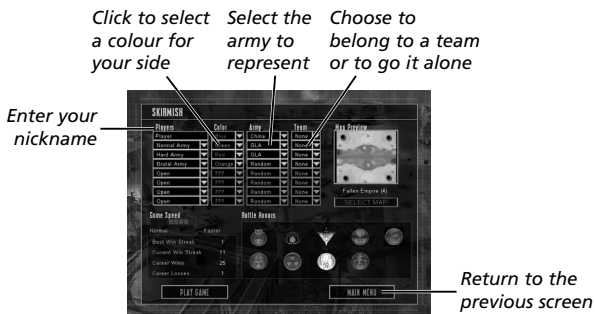 Click to select
a colour for
your side
Select the
army to
represent
Choose to
belong to a team
or to go it alone
Enter your
nickname
SKIRMISH
Players Color Army Team Map Preview
Player Blue China None
Normal Army Green GLA None
Hard Army Red GLA None
Brutal Army Orange Random None
Open ??? Random None
Open ??? Random None
Open ??? Random None
Open ??? Random None
Fallen Empire (4)
SELECT MAP
Game Speed
Battle Honors
Normal Faster
Best Win Streak 1
Current Win Streak 11
Career Wins 25
Career Losses 1
PLAY GAME
MAIN MENU
Return to the
previous screen